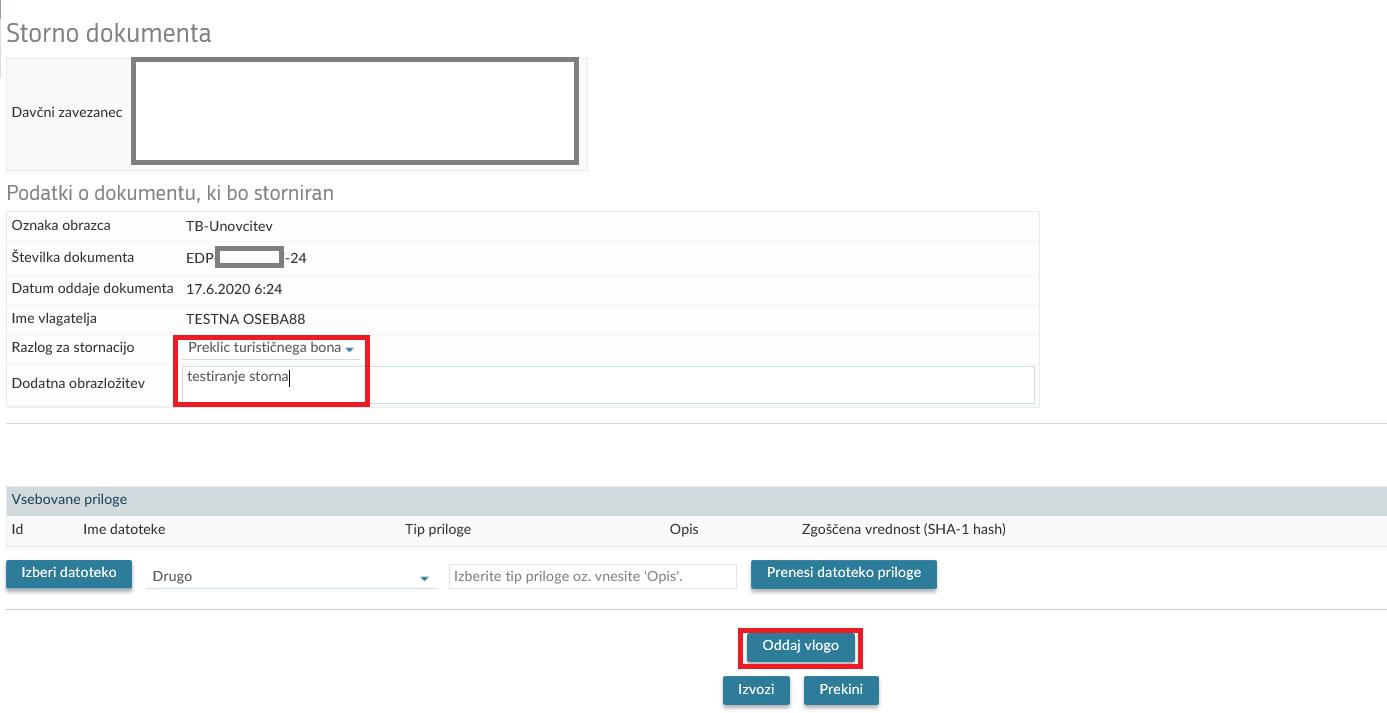 Storno dokumenta
Davčni zavezanec
Podatki o dokumentu, ki bo storniran
Oznaka obrazca TB-Unovcitev
Številka dokumenta EDP- -24
Datum oddaje dokumenta 17.6.2020 6:24
Ime vlagatelja TESTNA OSEBA88
Razlog za stornacijo Preklic turističnega bona
Dodatna obrazložitev testiranje storna
Vsebovane priloge
Id Ime datoteke Tip priloge Opis Zgoščena vrednost (SHA-1 hash)
Izberi datoteko Drugo Izberite tip priloge oz. vnesite 'Opis'. Prenesi datoteko priloge
Oddaj vlogo
Izvozi Prekini